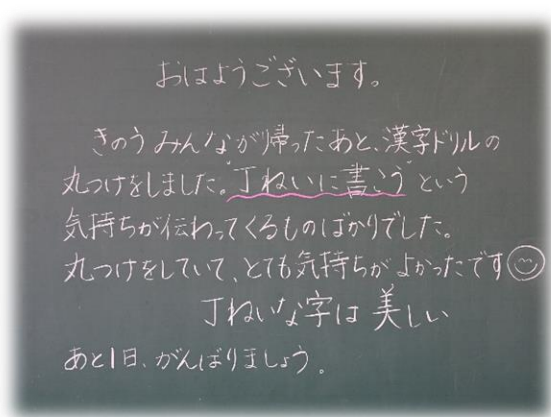 おはようございます。
きのうみんなが帰ったあと、漢字ドリルの
丸つけをしました。"丁ねいに書こう"という
気持ちが伝わってくるものばかりでした。
丸つけをしていて、とても気持ちがよかったです
丁ねいな字は美しい
あと1日、がんばりましょう。